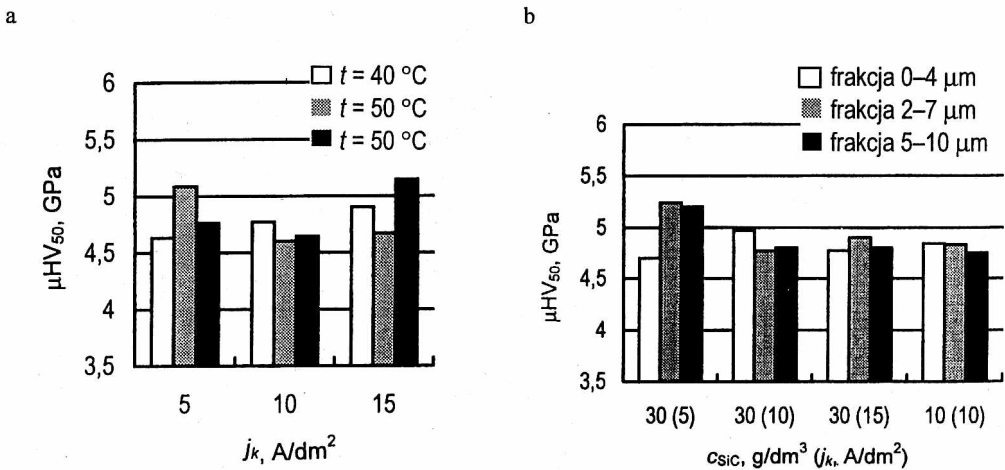 a
t = 40 °C
t = 50 °C
t = 50 °C
6
5,5
5
4,5
4
3,5
µHV50, GPa
5 10 15
jk, A/dm²
b
frakcja 0–4 µm
frakcja 2–7 µm
frakcja 5–10 µm
6
5,5
5
4,5
4
3,5
µHV50, GPa
30 (5) 30 (10) 30 (15) 10 (10)
cSiC, g/dm³ (jk, A/dm²)